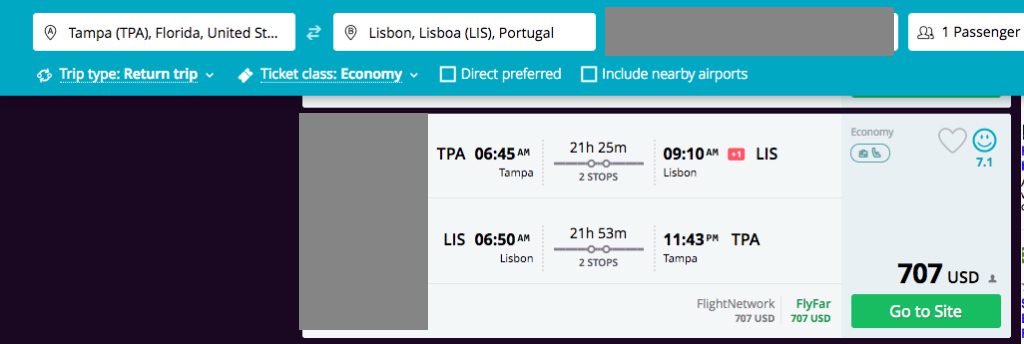 Tampa (TPA), Florida, United St...
Lisbon, Lisboa (LIS), Portugal
1 Passenger
Trip type: Return trip
Ticket class: Economy
Direct preferred
Include nearby airports
TPA 06:45 AM
Tampa
21h 25m
2 STOPS
09:10 AM +1 LIS
Lisbon
Economy
7.1
LIS 06:50 AM
Lisbon
21h 53m
2 STOPS
11:43 PM TPA
Tampa
707 USD
FlightNetwork
707 USD
FlyFar
707 USD
Go to Site